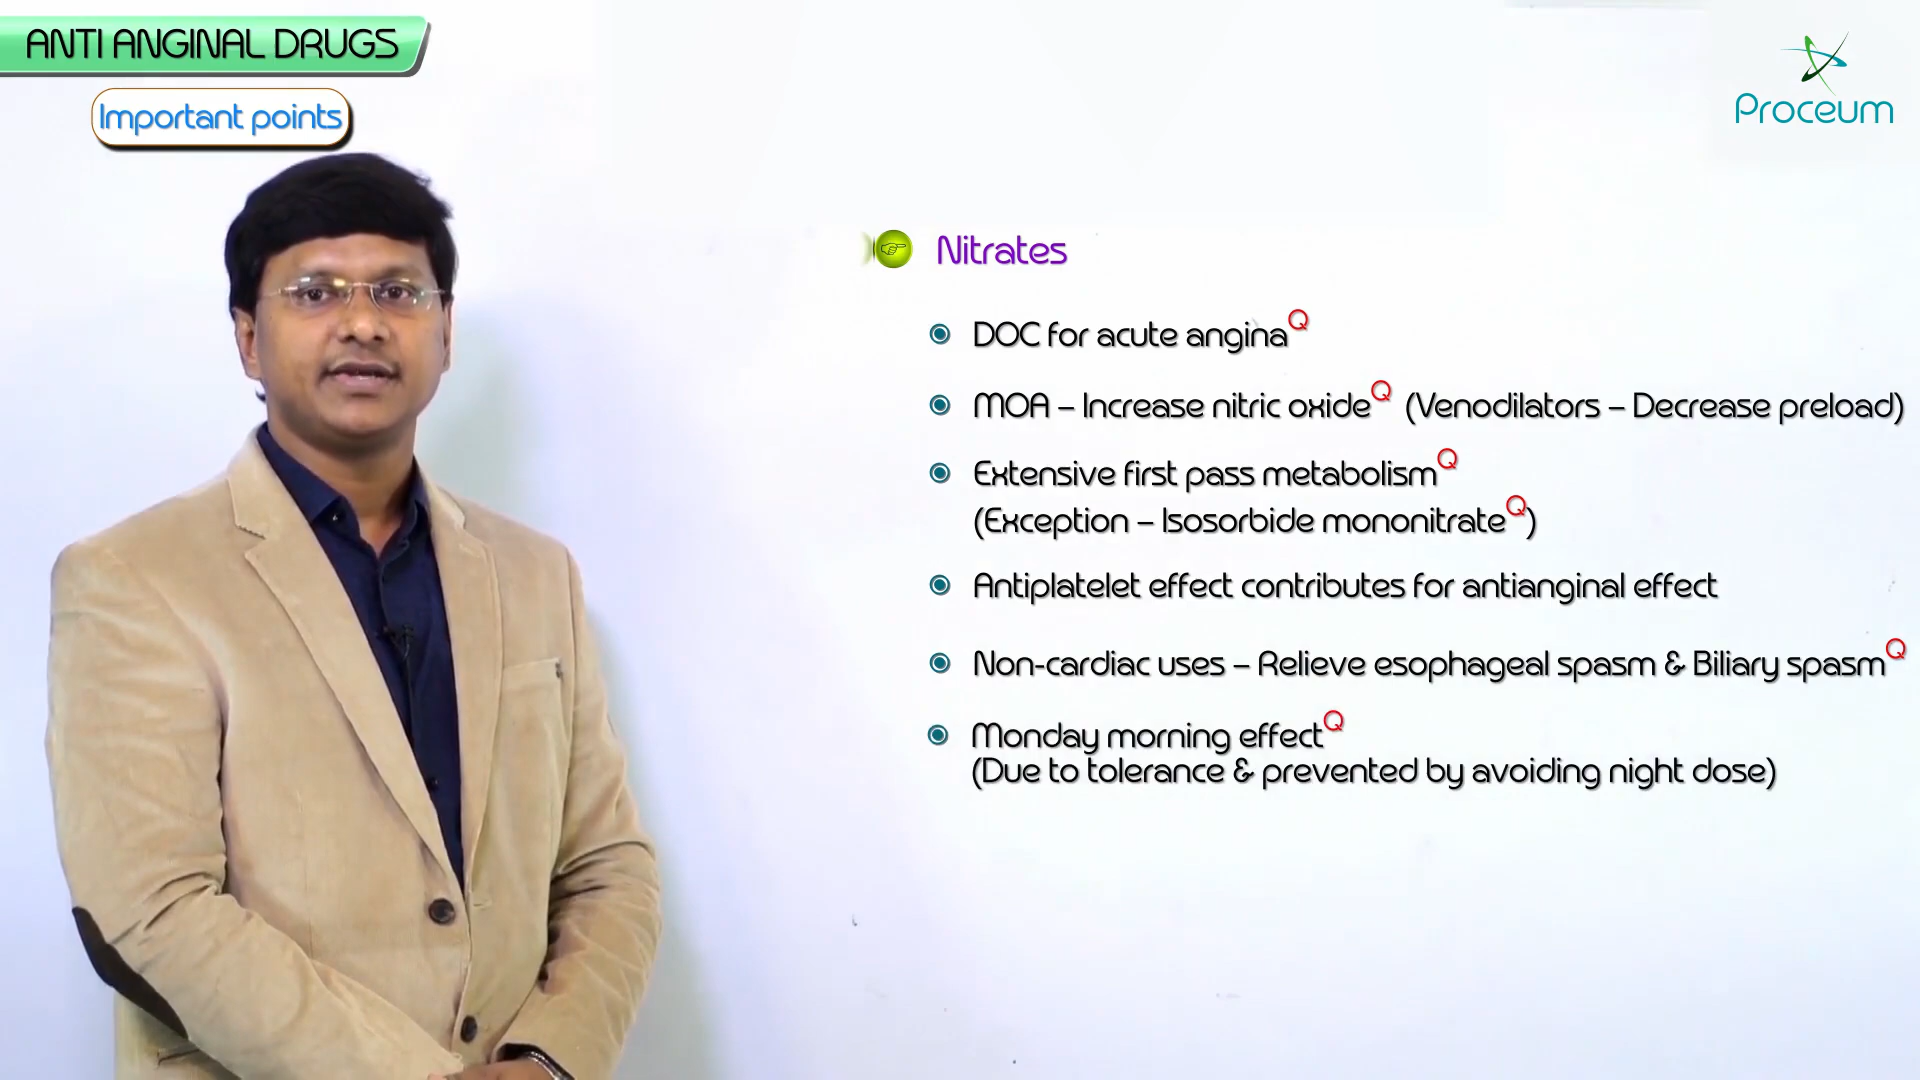 ANTI ANGINAL DRUGS
Important points
Proceum
Nitrates
DOC for acute angina Q
MOA – Increase nitric oxide Q (Venodilators – Decrease preload)
Extensive first pass metabolism Q
(Exception – Isosorbide mononitrate Q)
Antiplatelet effect contributes for antianginal effect
Non-cardiac uses – Relieve esophageal spasm & Biliary spasm Q
Monday morning effect Q
(Due to tolerance & prevented by avoiding night dose)